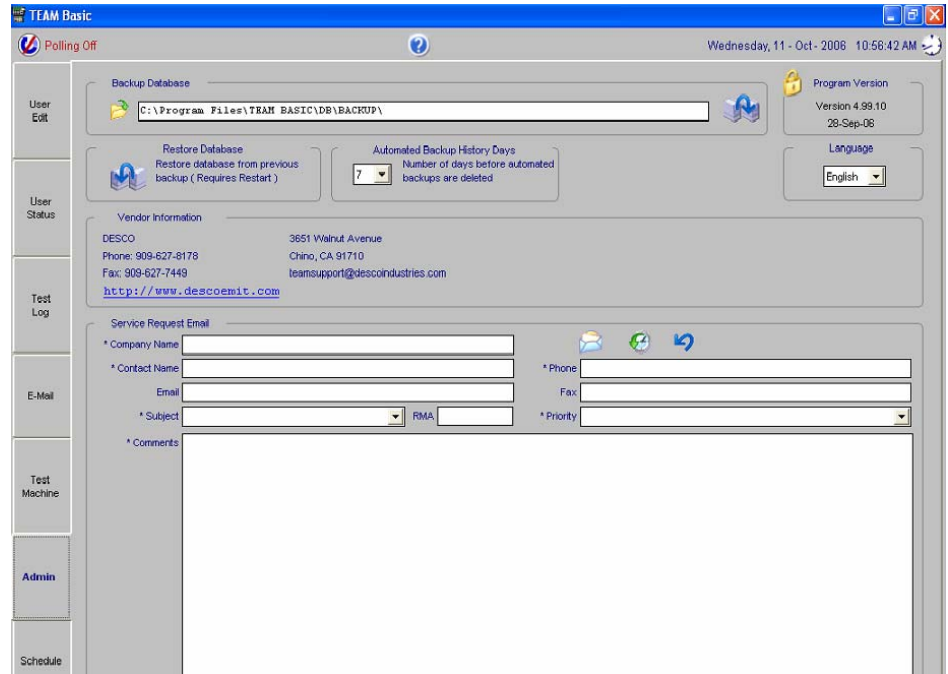 TEAM Basic
Polling Off
Wednesday, 11 - Oct - 2006 10:56:42 AM
User
Edit
User
Status
Test
Log
E-Mail
Test
Machine
Admin
Schedule
Backup Database
C:\Program Files\TEAM BASIC\DB\BACKUP\
Program Version
Version 4.99.10
28-Sep-06
Restore Database
Restore database from previous
backup ( Requires Restart )
Automated Backup History Days
7
Number of days before automated
backups are deleted
Language
English
Vendor Information
DESCO
3651 Walnut Avenue
Phone: 909-627-8178
Chino, CA 91710
Fax: 909-627-7449
teamsupport@descoindustries.com
http://www.descoemit.com
Service Request Email
* Company Name
* Contact Name
* Phone
Email
Fax
* Subject
RMA
* Priority
* Comments